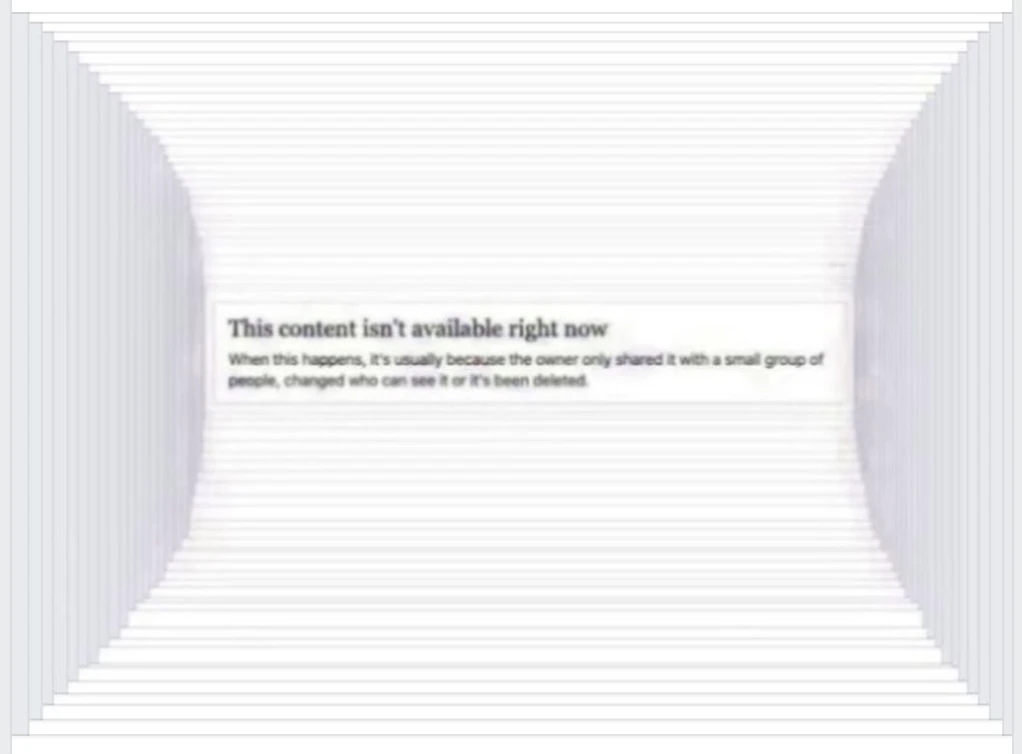 This content isn't available right now
When this happens, it's usually because the owner only shared it with a small group of
people, changed who can see it or it's been deleted.